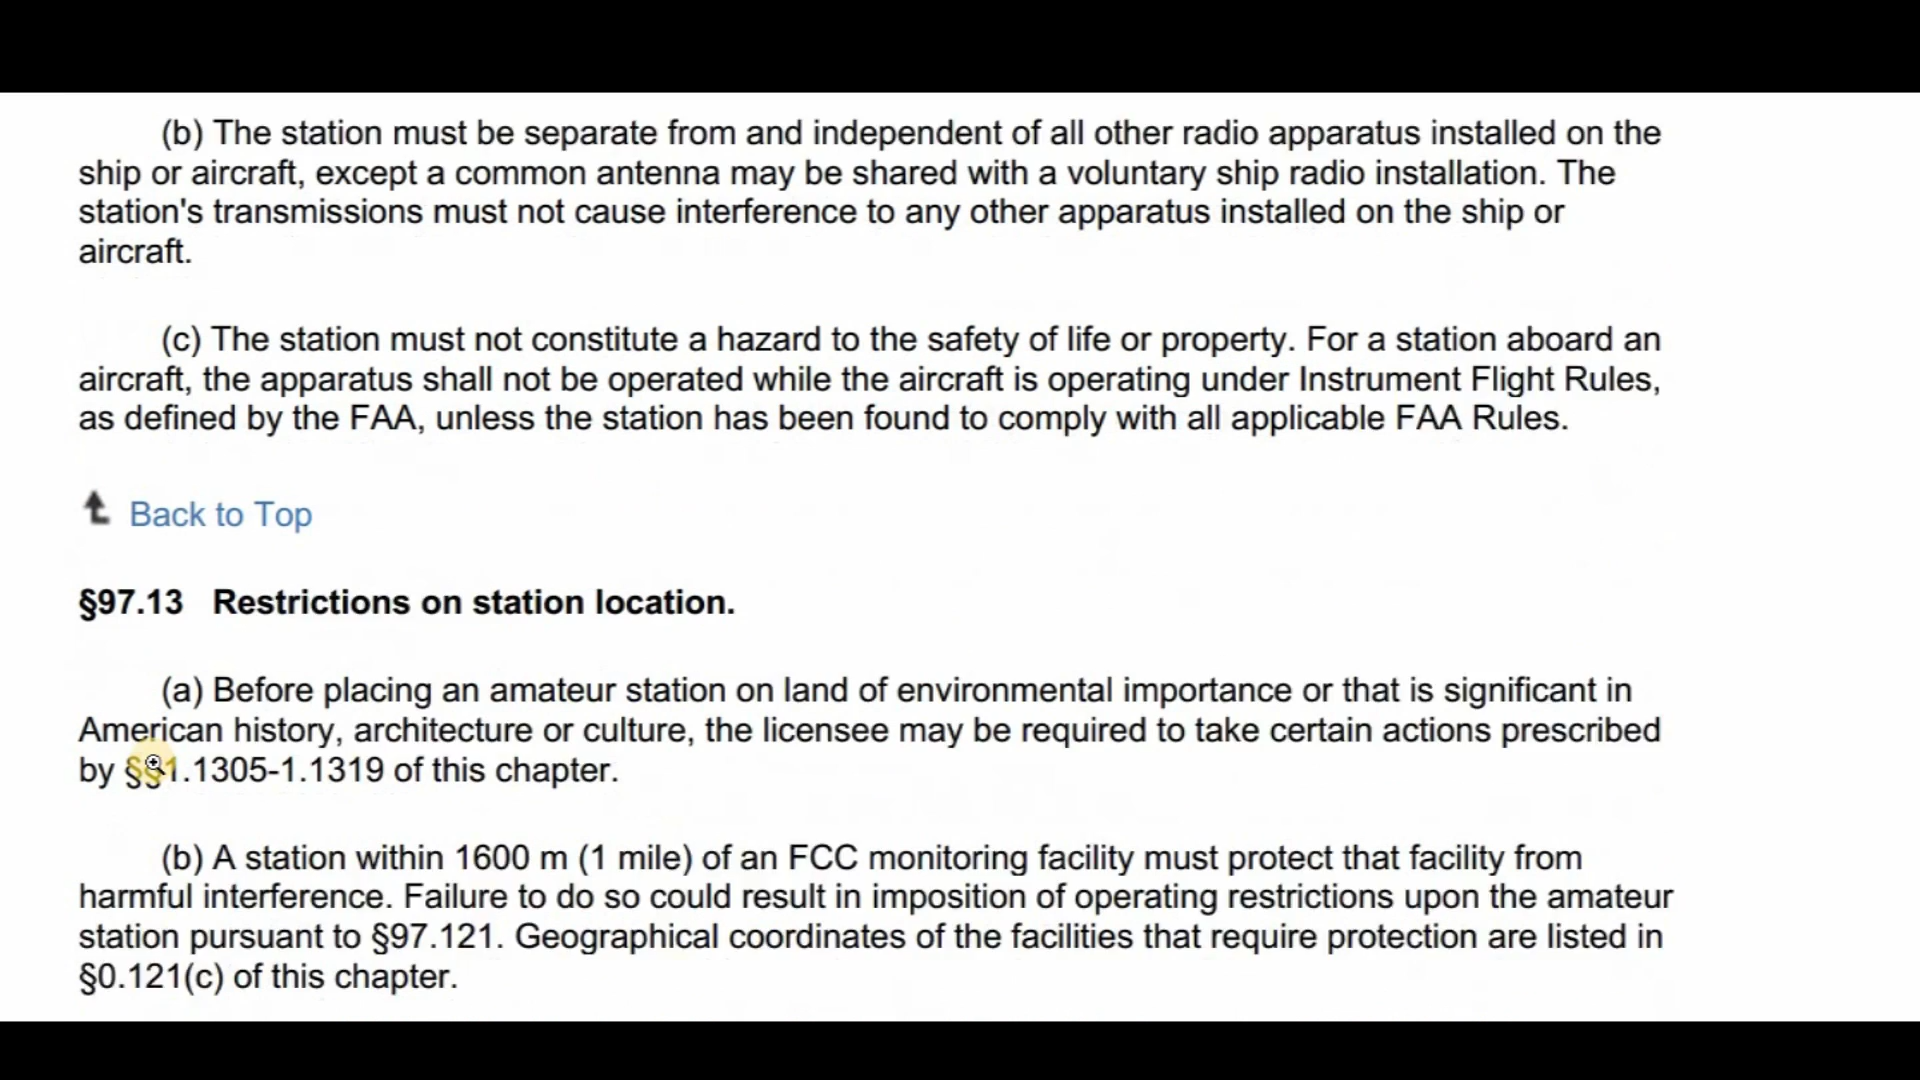 (b) The station must be separate from and independent of all other radio apparatus installed on the
ship or aircraft, except a common antenna may be shared with a voluntary ship radio installation. The
station's transmissions must not cause interference to any other apparatus installed on the ship or
aircraft.
(c) The station must not constitute a hazard to the safety of life or property. For a station aboard an
aircraft, the apparatus shall not be operated while the aircraft is operating under Instrument Flight Rules,
as defined by the FAA, unless the station has been found to comply with all applicable FAA Rules.
Back to Top
§97.13 Restrictions on station location.
(a) Before placing an amateur station on land of environmental importance or that is significant in
American history, architecture or culture, the licensee may be required to take certain actions prescribed
by §§1.1305-1.1319 of this chapter.
(b) A station within 1600 m (1 mile) of an FCC monitoring facility must protect that facility from
harmful interference. Failure to do so could result in imposition of operating restrictions upon the amateur
station pursuant to §97.121. Geographical coordinates of the facilities that require protection are listed in
§0.121(c) of this chapter.